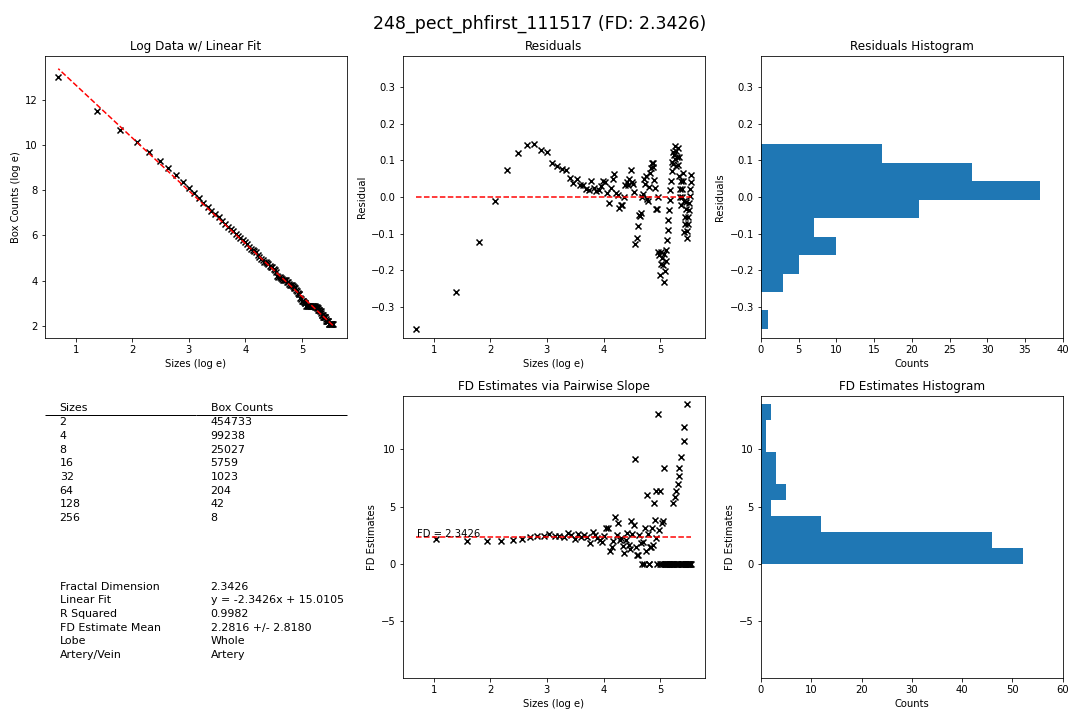 248_pect_phfirst_111517 (FD: 2.3426)
Log Data w/ Linear Fit
Box Counts (log e)
12
10
8
6
4
2
1 2 3 4 5
Sizes (log e)
Residuals
Residual
0.3
0.2
0.1
0.0
−0.1
−0.2
−0.3
1 2 3 4 5
Sizes (log e)
Residuals Histogram
Residuals
0.3
0.2
0.1
0.0
−0.1
−0.2
−0.3
0 5 10 15 20 25 30 35 40
Counts
Sizes Box Counts
2 454733
4 99238
8 25027
16 5759
32 1023
64 204
128 42
256 8
Fractal Dimension 2.3426
Linear Fit y = -2.3426x + 15.0105
R Squared 0.9982
FD Estimate Mean 2.2816 +/- 2.8180
Lobe Whole
Artery/Vein Artery
FD Estimates via Pairwise Slope
FD Estimates
10
5
0
−5
FD = 2.3426
1 2 3 4 5
Sizes (log e)
FD Estimates Histogram
FD Estimates
10
5
0
−5
0 10 20 30 40 50 60
Counts